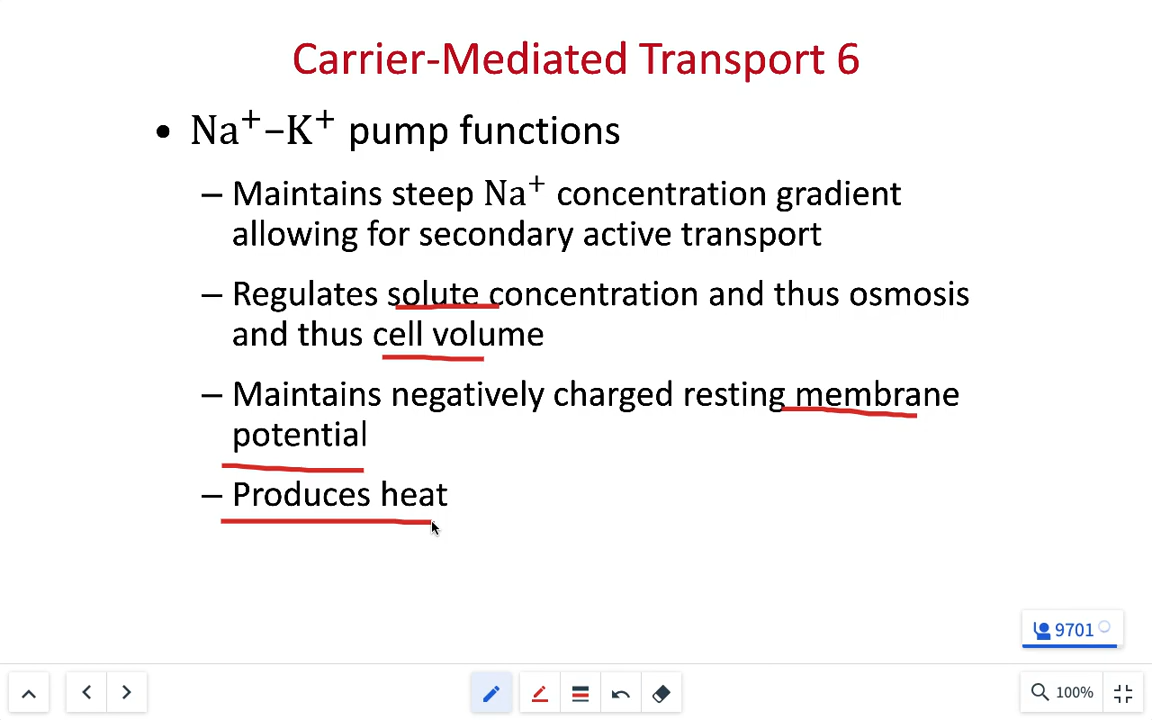 Carrier-Mediated Transport 6
• Na⁺–K⁺ pump functions
– Maintains steep Na⁺ concentration gradient
allowing for secondary active transport
– Regulates solute concentration and thus osmosis
and thus cell volume
– Maintains negatively charged resting membrane
potential
– Produces heat
9701
100%